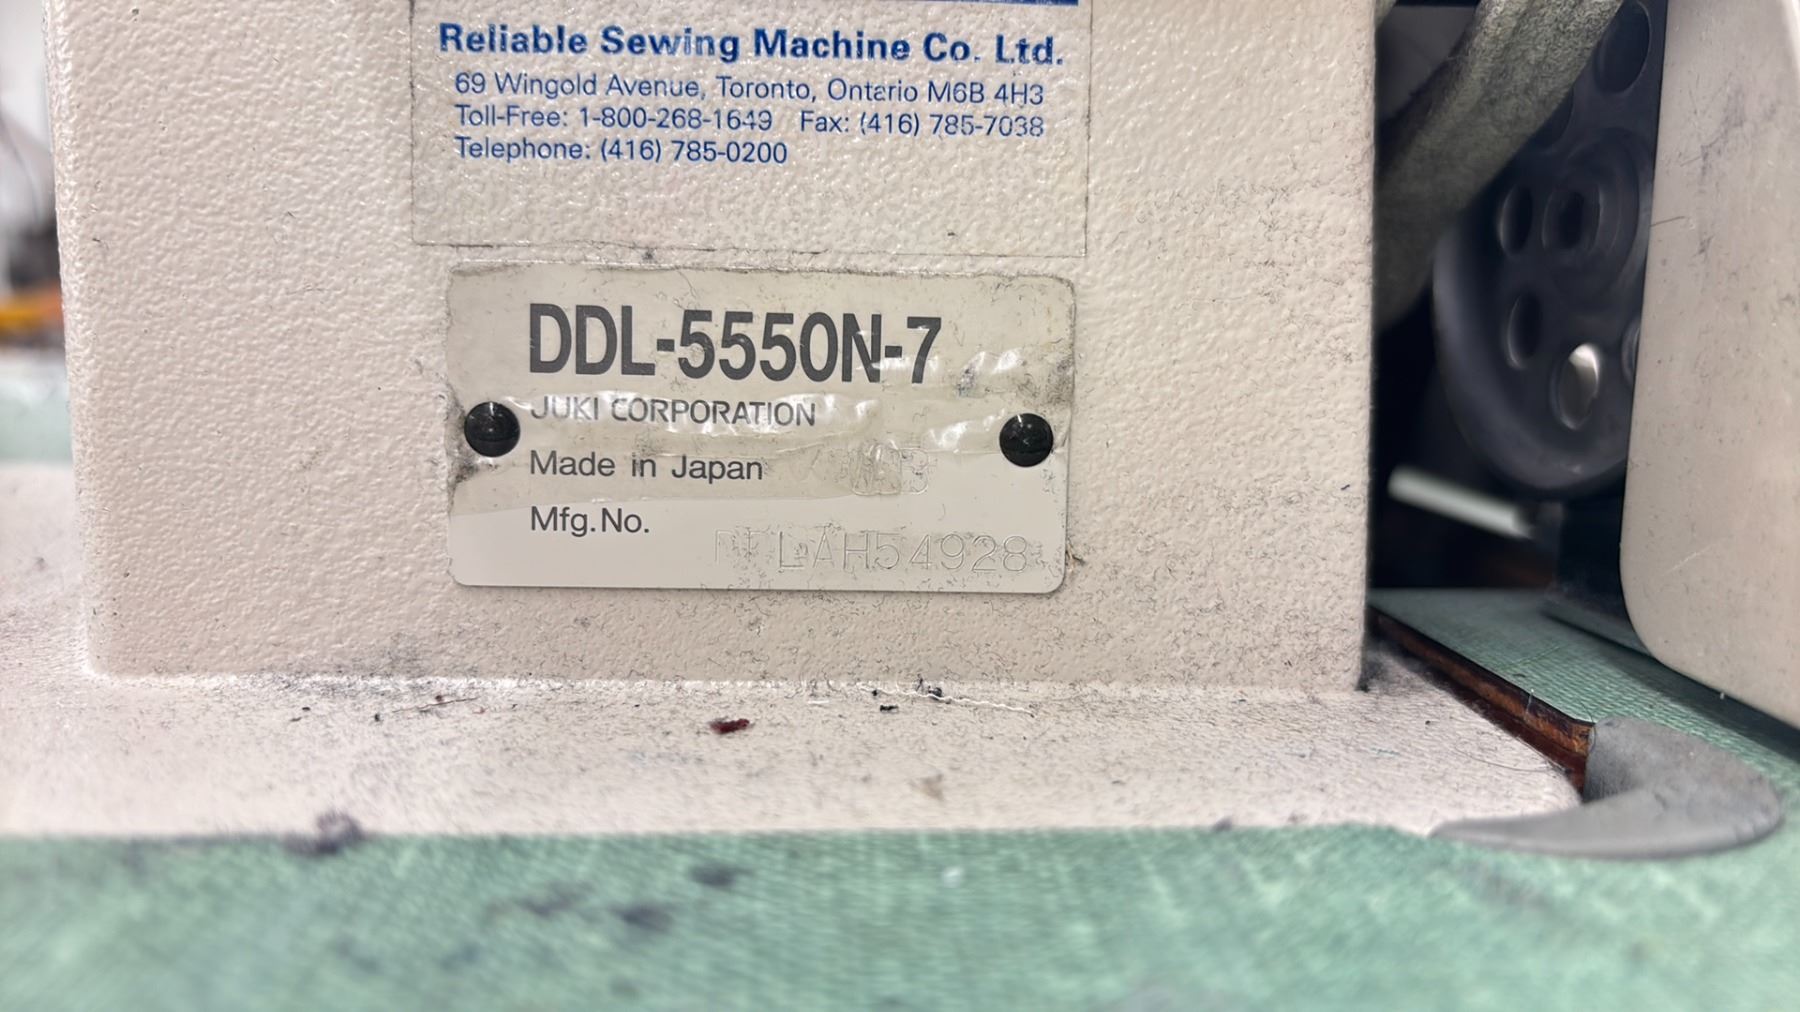 Reliable Sewing Machine Co. Ltd.
69 Wingold Avenue, Toronto, Ontario M6B 4H3
Toll-Free: 1-800-268-1649 Fax: (416) 785-7038
Telephone: (416) 785-0200
DDL-5550N-7
JUKI CORPORATION
Made in Japan
Mfg.No.